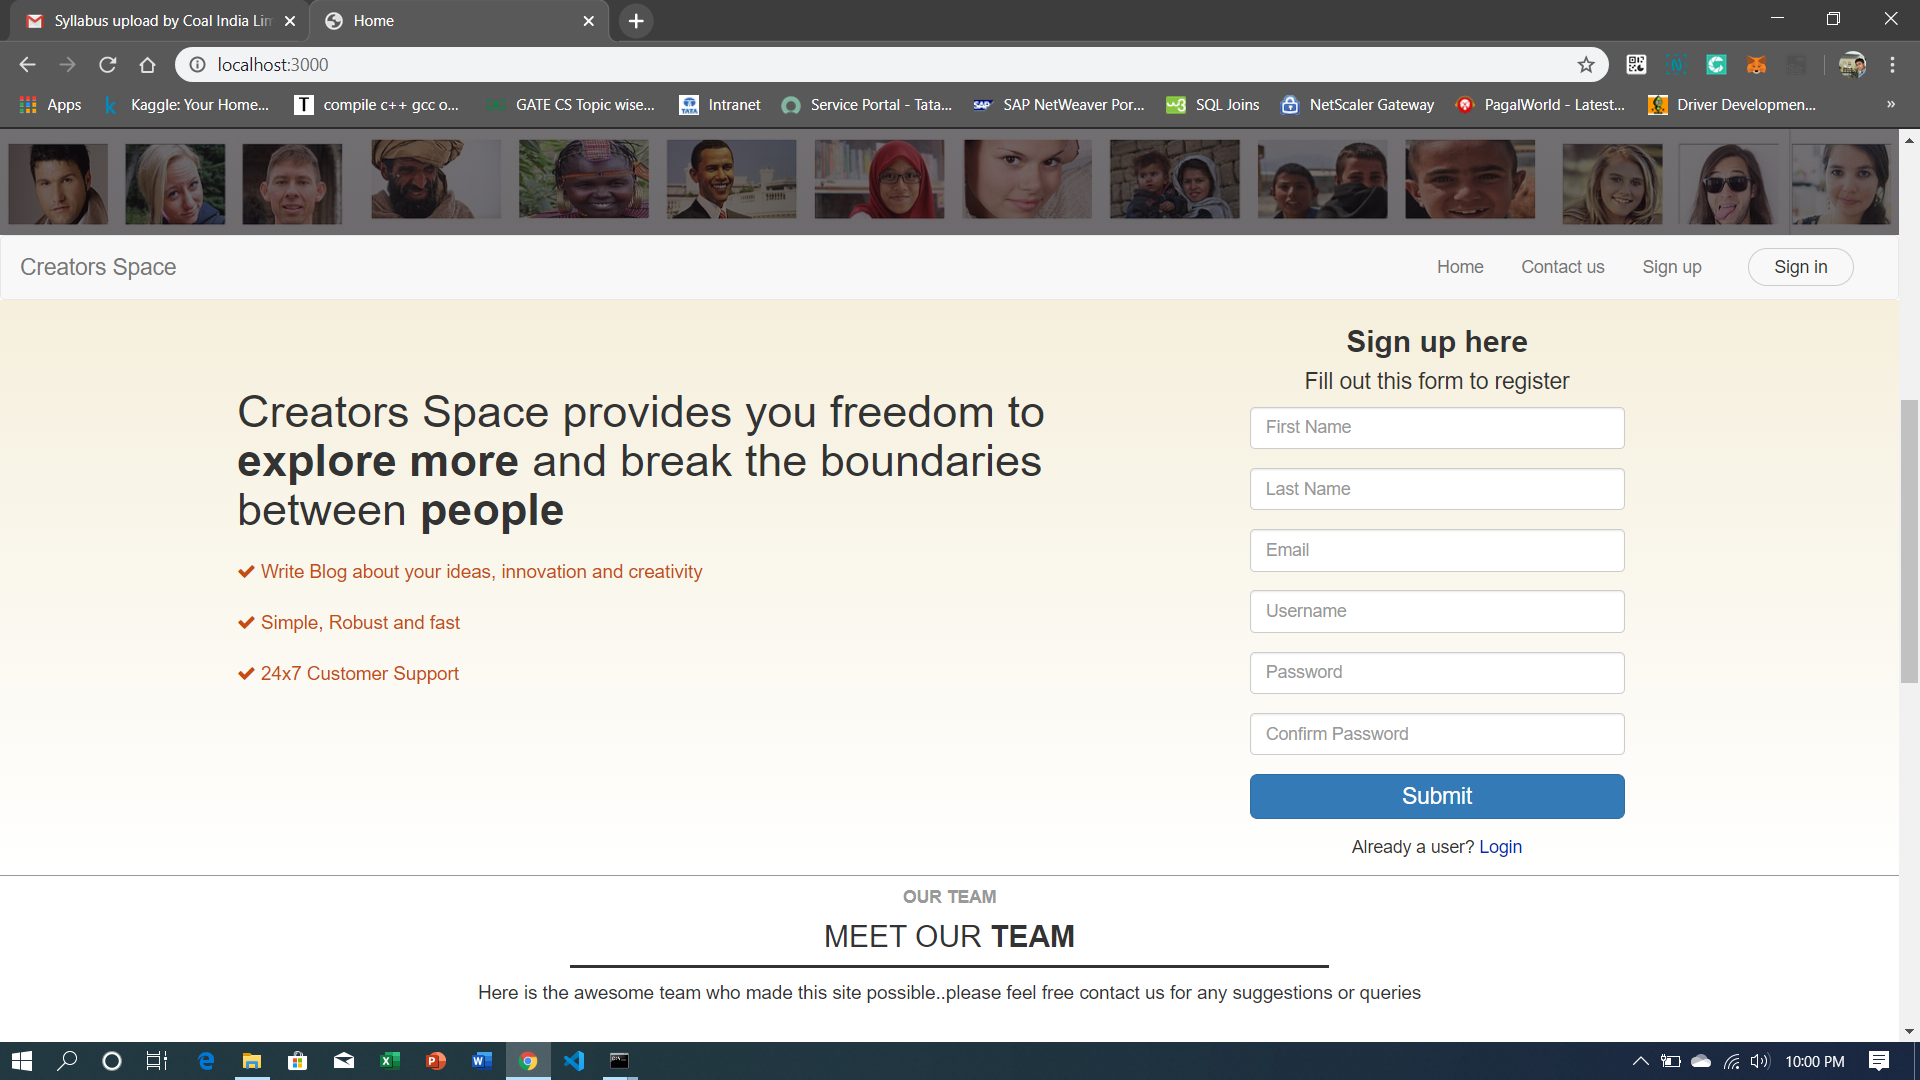 Syllabus upload by Coal India Lim
Home
localhost:3000
Apps
Kaggle: Your Home...
compile c++ gcc o...
GATE CS Topic wise...
Intranet
Service Portal - Tata...
SAP NetWeaver Por...
SQL Joins
NetScaler Gateway
PagalWorld - Latest...
Driver Developmen...
»
Creators Space
Home
Contact us
Sign up
Sign in
Creators Space provides you freedom to
explore more and break the boundaries
between people
Write Blog about your ideas, innovation and creativity
Simple, Robust and fast
24x7 Customer Support
Sign up here
Fill out this form to register
First Name
Last Name
Email
Username
Password
Confirm Password
Submit
Already a user? Login
OUR TEAM
MEET OUR TEAM
Here is the awesome team who made this site possible..please feel free contact us for any suggestions or queries
10:00 PM